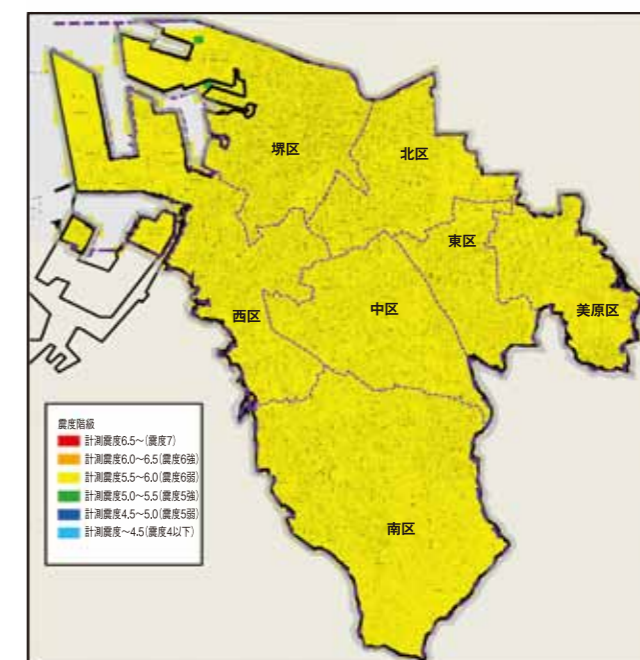 堺区
北区
東区
美原区
西区
中区
南区
震度階級
計測震度6.5～(震度7)
計測震度6.0～6.5(震度6強)
計測震度5.5～6.0(震度6弱)
計測震度5.0～5.5(震度5強)
計測震度4.5～5.0(震度5弱)
計測震度～4.5(震度4以下)